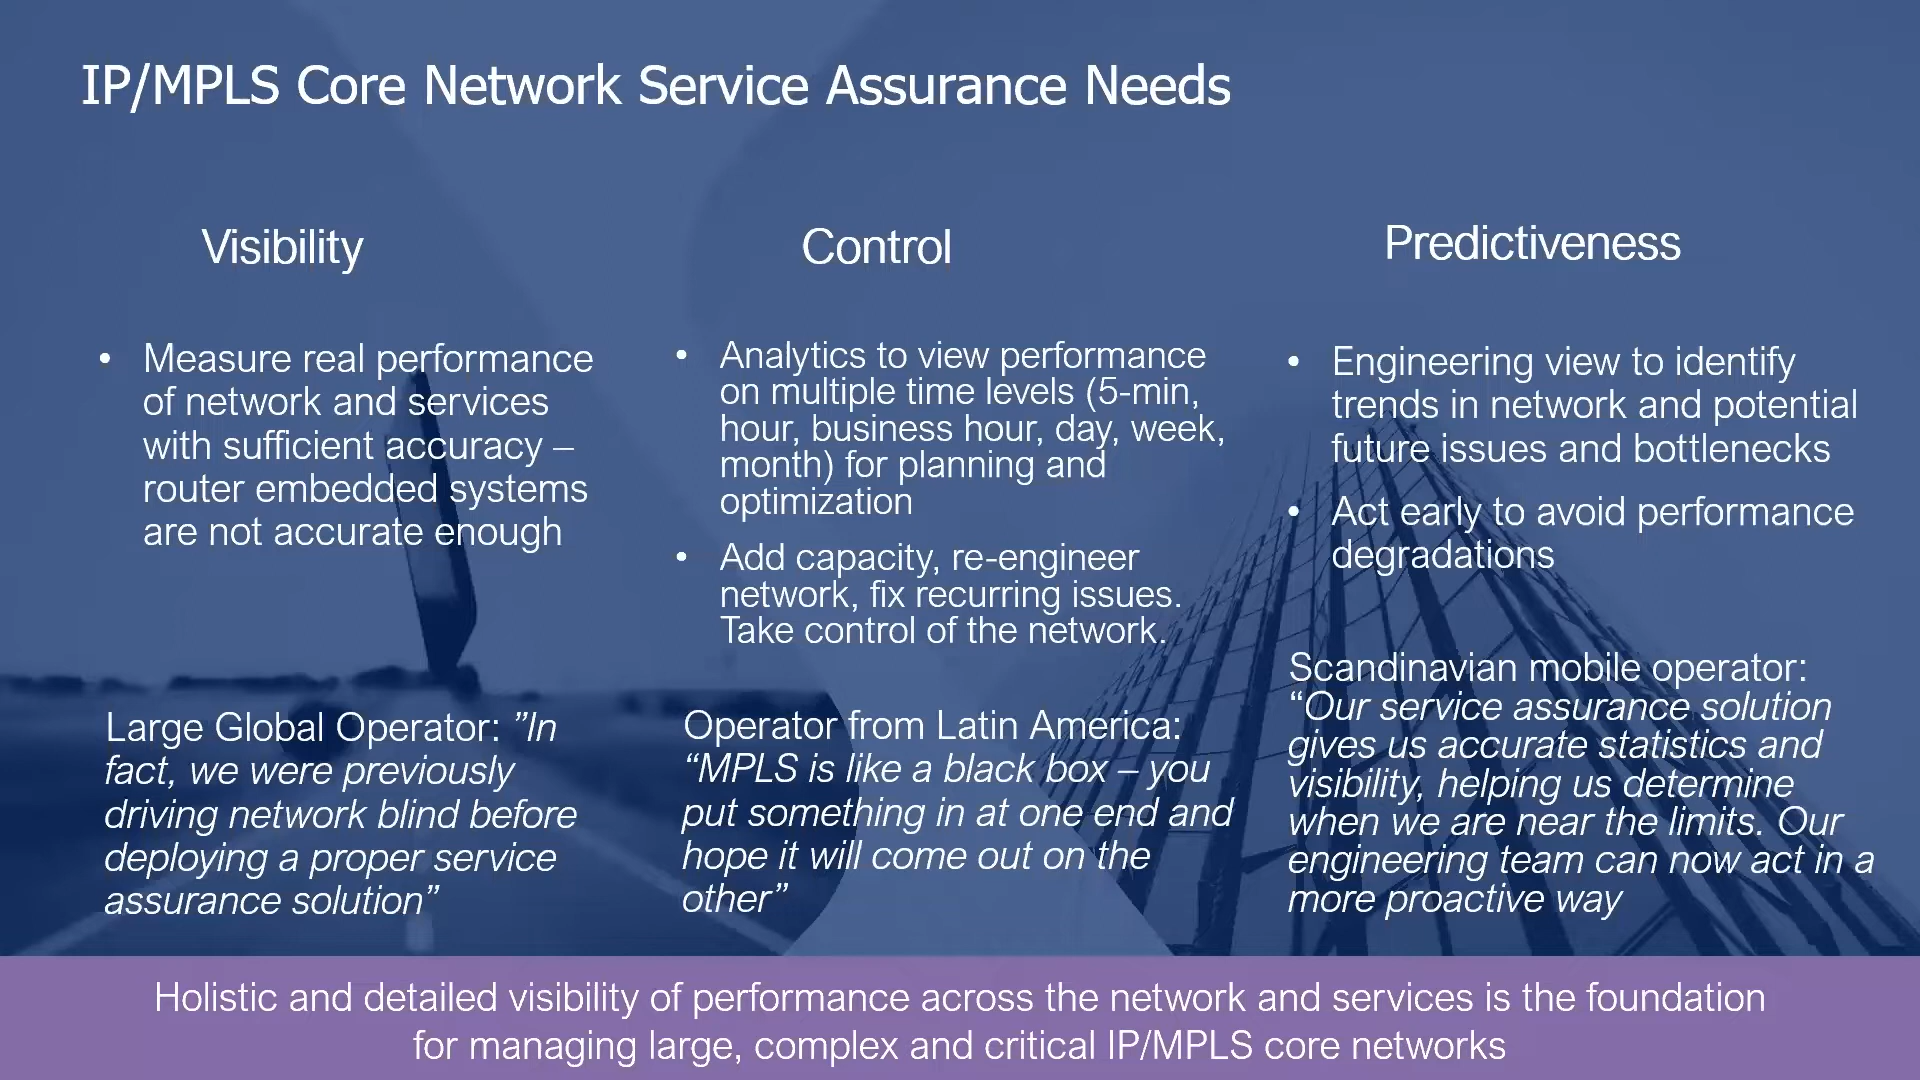 IP/MPLS Core Network Service Assurance Needs
Visibility
• Measure real performance
of network and services
with sufficient accuracy –
router embedded systems
are not accurate enough
Large Global Operator: ”In
fact, we were previously
driving network blind before
deploying a proper service
assurance solution”
Control
• Analytics to view performance
on multiple time levels (5-min,
hour, business hour, day, week,
month) for planning and
optimization
• Add capacity, re-engineer
network, fix recurring issues.
Take control of the network.
Operator from Latin America:
“MPLS is like a black box – you
put something in at one end and
hope it will come out on the
other”
Predictiveness
• Engineering view to identify
trends in network and potential
future issues and bottlenecks
• Act early to avoid performance
degradations
Scandinavian mobile operator:
“Our service assurance solution
gives us accurate statistics and
visibility, helping us determine
when we are near the limits. Our
engineering team can now act in a
more proactive way
Holistic and detailed visibility of performance across the network and services is the foundation
for managing large, complex and critical IP/MPLS core networks